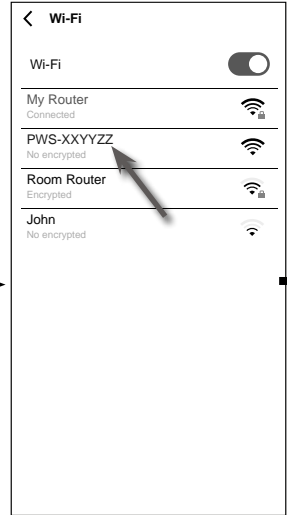 Wi-Fi
Wi-Fi
My Router
Connected
PWS-XXYYZZ
No encrypted
Room Router
Encrypted
John
No encrypted